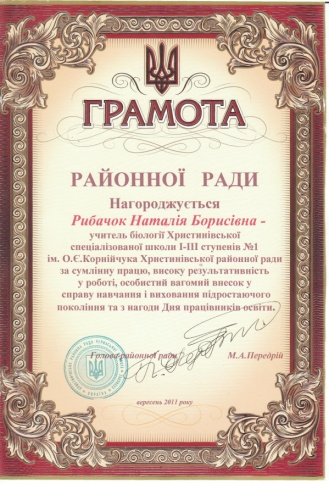 ГРАМОТА
РАЙОННОЇ РАДИ
Нагороджується
Рибачок Наталія Борисівна -
учитель біології Христинівської
спеціалізованої школи І-ІІІ ступенів №1
ім. О.Є.Корнійчука Христинівської районної ради
за сумлінну працю, високу результативність
у роботі, особистий вагомий внесок у
справу навчання і виховання підростаючого
покоління та з нагоди Дня працівників освіти.
Голова районної ради М.А.Передрій
вересень 2011 року